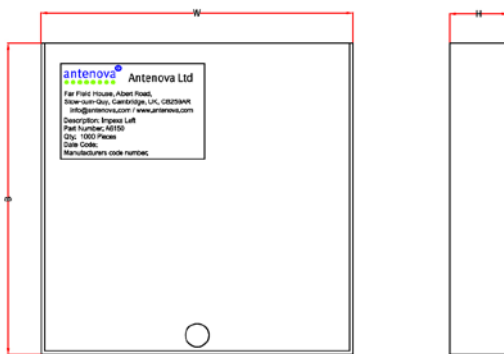 W
H
antenova
Antenova Ltd
Far Field House, Albert Road,
Stow-cum-Quy, Cambridge, UK, CB259AR
info@antenova.com / www.antenova.com
Description: Impexa Left
Part Number: A6150
Qty: 1000 Pieces
Date Code:
Manufacturers code number:
D